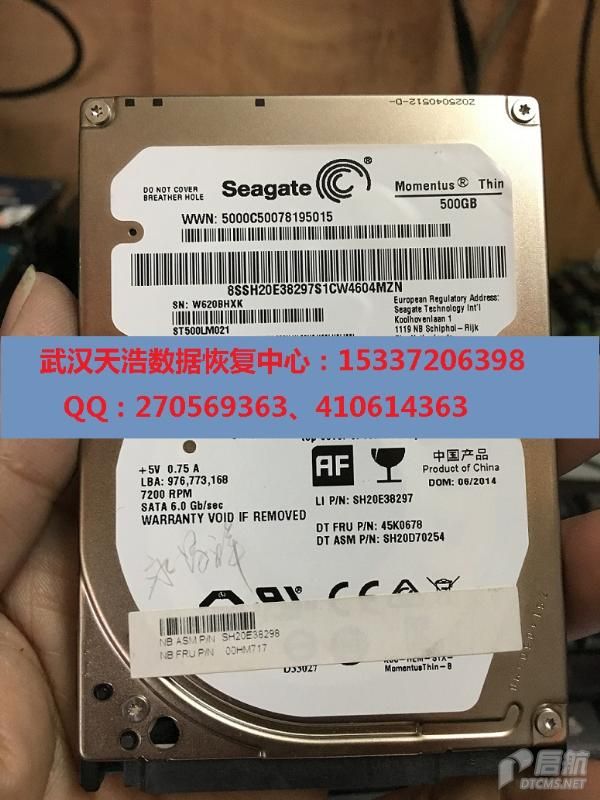 ZQ25040512-D-
DO NOT COVER
BREATHER HOLE
Seagate®
Momentus® Thin
500GB
WWN: 5000C50078195015
8SSH20E38297S1CW4604MZN
SN: W620BHXK
ST500LM021
European Regulatory Address:
Seagate Technology Int'l
Koolhovenlaan 1
1119 NB Schiphol-Rijk
武汉天浩数据恢复中心：15337206398
QQ：270569363、410614363
+5V 0.75 A
LBA: 976,773,168
7200 RPM
SATA 6.0 Gb/sec
WARRANTY VOID IF REMOVED
AF
中国产品
Product of China
DOM: 06/2014
LI P/N: SH20E38297
DT FRU P/N: 45K0678
DT ASM P/N: SH20D70254
NB ASM P/N SH20E38298
NB FRU P/N 00HM717
D33027
MomentusThin-8
启航
DTCMS.NET